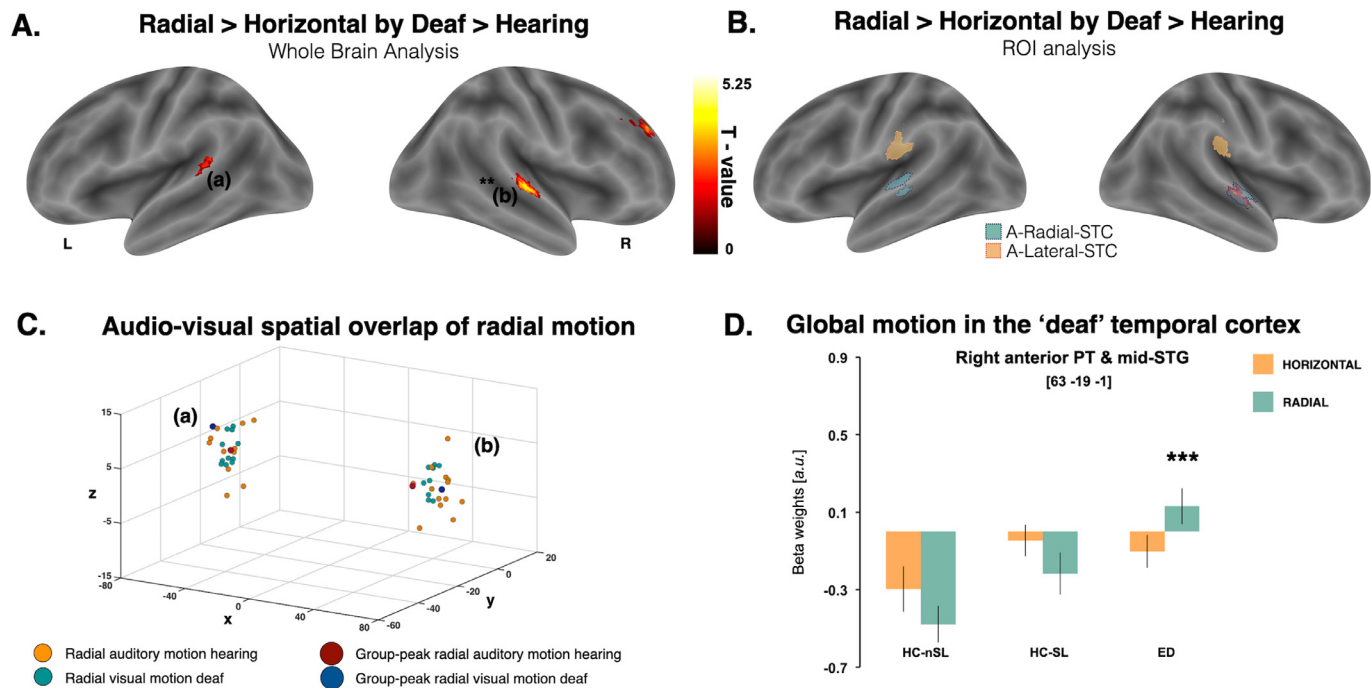 A.
Radial > Horizontal by Deaf > Hearing
Whole Brain Analysis
(a)
**
(b)
L
R
5.25
T - value
0
B.
Radial > Horizontal by Deaf > Hearing
ROI analysis
A-Radial-STC
A-Lateral-STC
C.
Audio-visual spatial overlap of radial motion
(a)
(b)
15
5
-5
-15
z
-80
-40
0
40
80
x
-60
-40
-20
0
20
y
Radial auditory motion hearing
Radial visual motion deaf
Group-peak radial auditory motion hearing
Group-peak radial visual motion deaf
D.
Global motion in the ‘deaf’ temporal cortex
Right anterior PT & mid-STG
[63 -19 -1]
HORIZONTAL
RADIAL
***
Beta weights [a.u.]
0.9
0.5
0.1
-0.3
-0.7
HC-nSL
HC-SL
ED